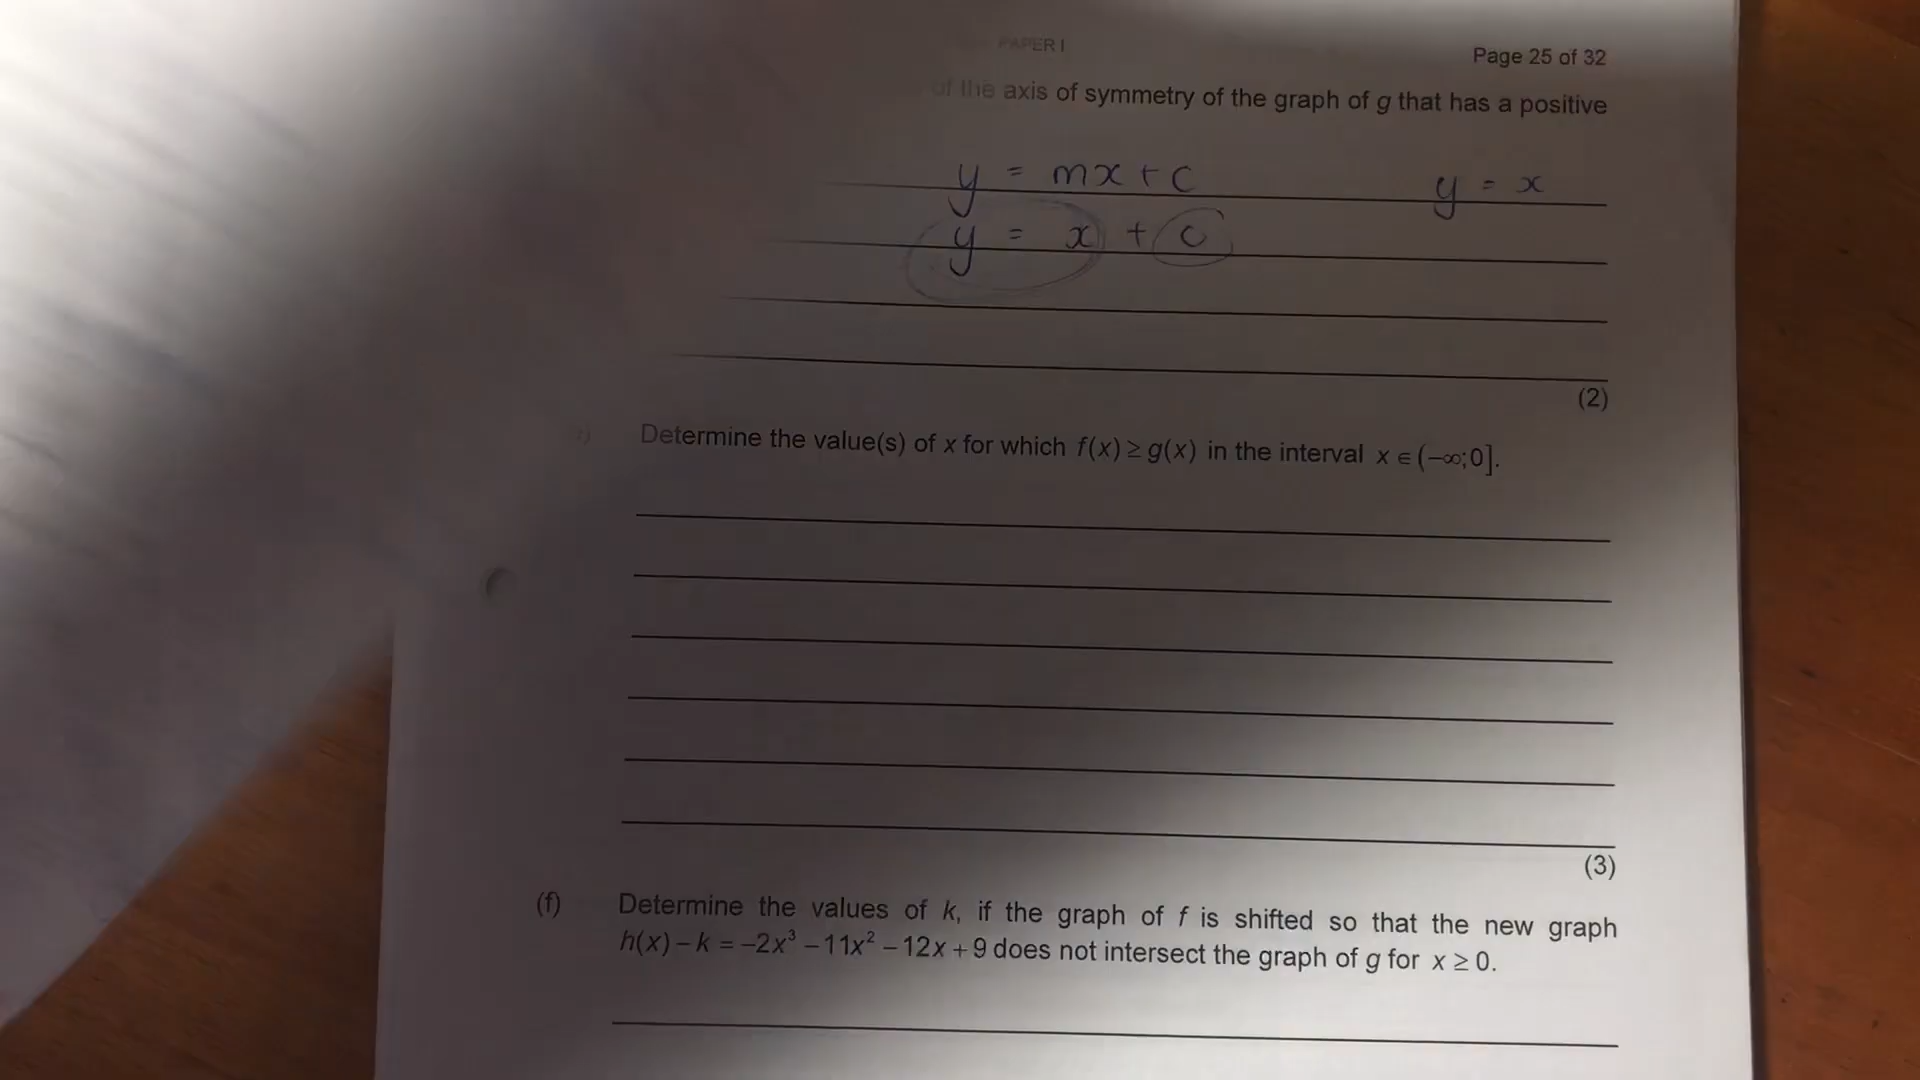 PAPER I
Page 25 of 32
of the axis of symmetry of the graph of g that has a positive
y = mx + c
y = x
y = x + c
(2)
Determine the value(s) of x for which f(x) ≥ g(x) in the interval x ∈ (−∞;0].
(3)
(f) Determine the values of k, if the graph of f is shifted so that the new graph
h(x) − k = −2x³ − 11x² − 12x + 9 does not intersect the graph of g for x ≥ 0.